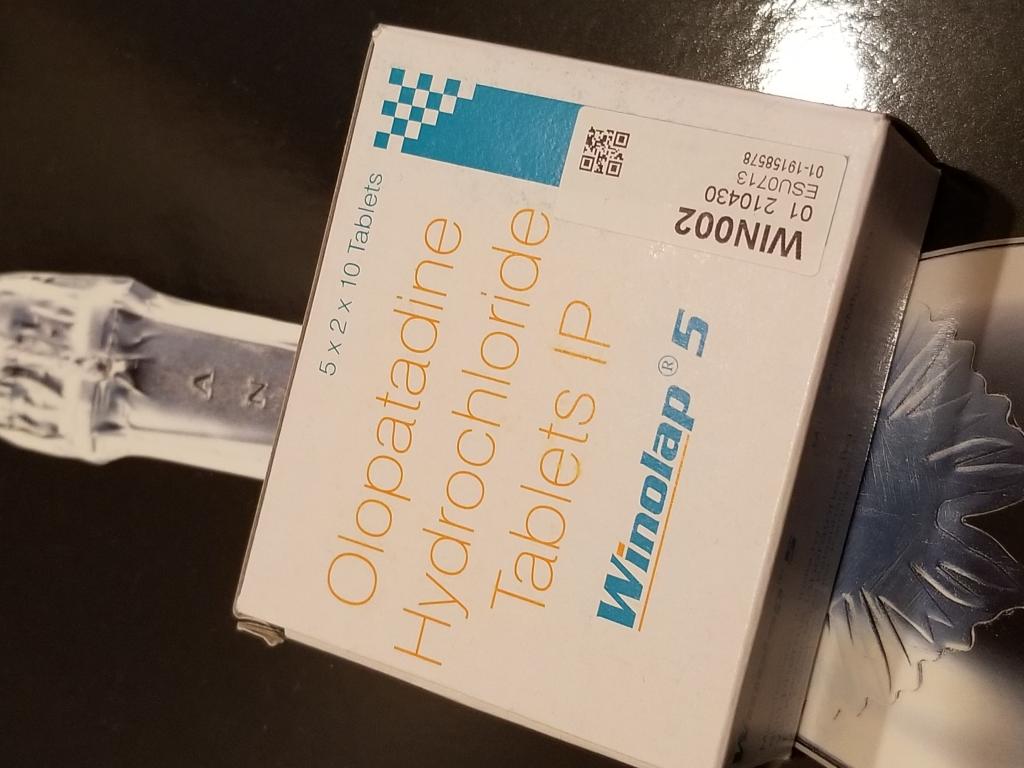 5 x 2 x 10 Tablets
Olopatadine
Hydrochloride
Tablets IP
Winolap® 5
WIN002
01 210430
ESU0713
01-19158578
A
N